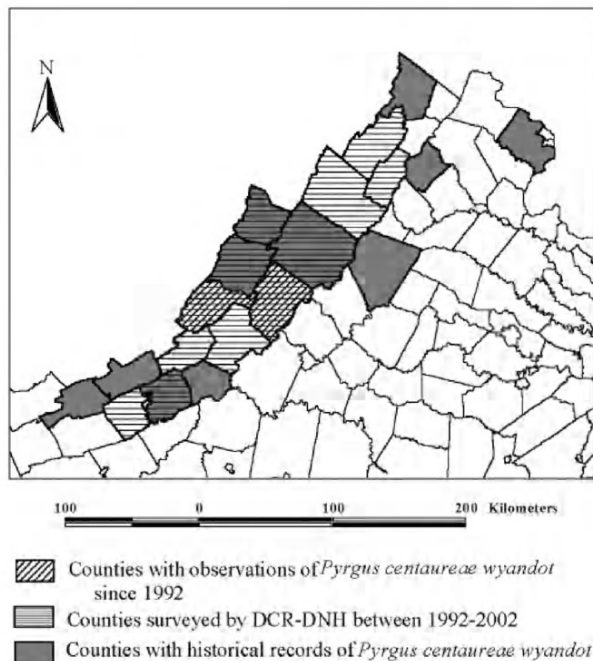 N
100 0 100 200 Kilometers
Counties with observations of Pyrgus centaureae wyandot
since 1992
Counties surveyed by DCR-DNH between 1992-2002
Counties with historical records of Pyrgus centaureae wyandot